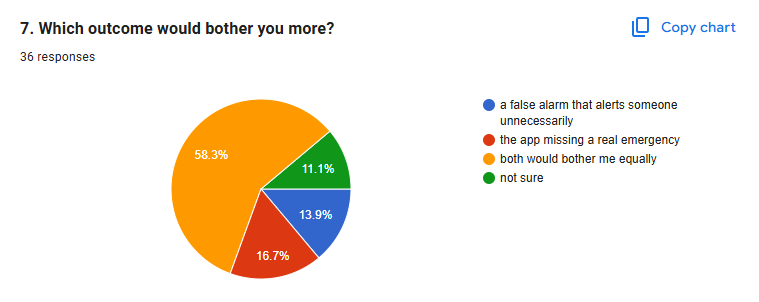 7. Which outcome would bother you more?
Copy chart
36 responses
a false alarm that alerts someone
unnecessarily
the app missing a real emergency
both would bother me equally
not sure
58.3%
11.1%
13.9%
16.7%